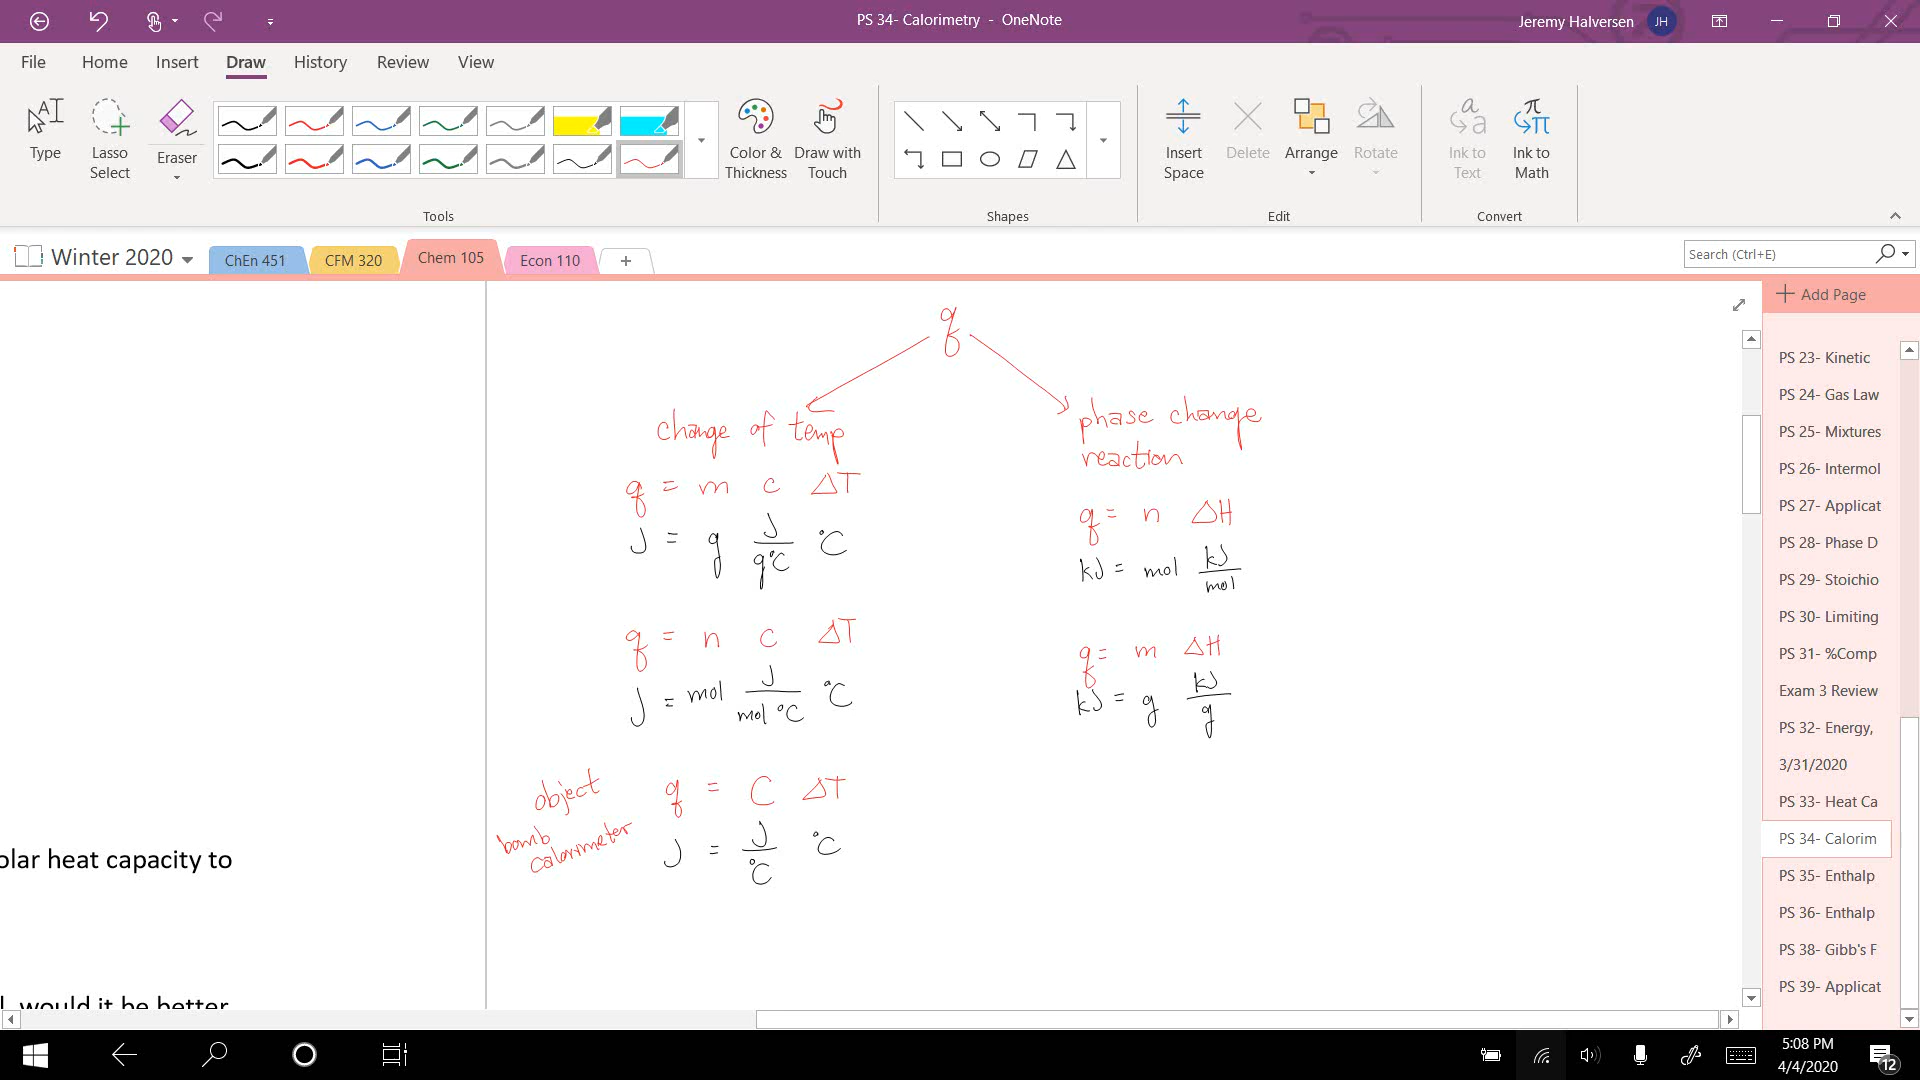 PS 34- Calorimetry - OneNote
Jeremy Halversen
JH
File Home Insert Draw History Review View
Type
Lasso Select
Eraser
Color & Thickness
Draw with Touch
Insert Space
Delete
Arrange
Rotate
Ink to Text
Ink to Math
Tools
Shapes
Edit
Convert
Winter 2020
ChEn 451
CFM 320
Chem 105
Econ 110
Search (Ctrl+E)
Add Page
q
change of temp
q = m c ΔT
J = g J/g°C °C
q = n c ΔT
J = mol J/mol °C °C
object
bomb calorimeter
q = C ΔT
J = J/°C °C
phase change
reaction
q = n ΔH
kJ = mol kJ/mol
q = m ΔH
kJ = g kJ/g
olar heat capacity to
l, would it be better
PS 23- Kinetic
PS 24- Gas Law
PS 25- Mixtures
PS 26- Intermol
PS 27- Applicat
PS 28- Phase D
PS 29- Stoichio
PS 30- Limiting
PS 31- %Comp
Exam 3 Review
PS 32- Energy,
3/31/2020
PS 33- Heat Ca
PS 34- Calorim
PS 35- Enthalp
PS 36- Enthalp
PS 38- Gibb's F
PS 39- Applicat
5:08 PM
4/4/2020
12